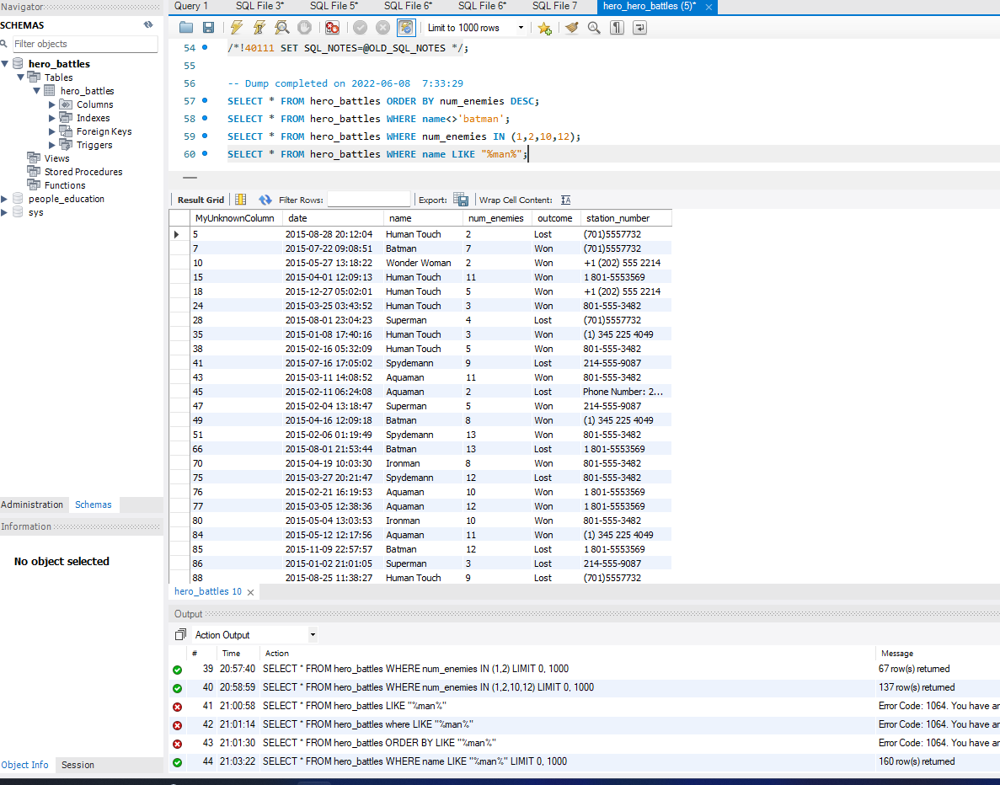 Navigator
Query 1 SQL File 3* SQL File 5* SQL File 6* SQL File 6* SQL File 7 hero_hero_battles (5)*
SCHEMAS
Filter objects
hero_battles
Tables
hero_battles
Columns
Indexes
Foreign Keys
Triggers
Views
Stored Procedures
Functions
people_education
sys
Administration Schemas
Information
No object selected
Object Info Session
Limit to 1000 rows
54 /*!40111 SET SQL_NOTES=@OLD_SQL_NOTES */;
55
56 -- Dump completed on 2022-06-08 7:33:29
57 SELECT * FROM hero_battles ORDER BY num_enemies DESC;
58 SELECT * FROM hero_battles WHERE name<>'batman';
59 SELECT * FROM hero_battles WHERE num_enemies IN (1,2,10,12);
60 SELECT * FROM hero_battles WHERE name LIKE "%man%";
Result Grid Filter Rows: Export: Wrap Cell Content: IA
MyUnknownColumn date name num_enemies outcome station_number
5 2015-08-28 20:12:04 Human Touch 2 Lost (701)5557732
7 2015-07-22 09:08:51 Batman 7 Won (701)5557732
10 2015-05-27 13:18:22 Wonder Woman 2 Won +1 (202) 555 2214
15 2015-04-01 12:09:13 Human Touch 11 Won 1 801-5553569
18 2015-12-27 05:02:01 Human Touch 5 Won +1 (202) 555 2214
24 2015-03-25 03:43:52 Human Touch 3 Won 801-555-3482
28 2015-08-01 23:04:23 Superman 4 Lost (701)5557732
35 2015-01-08 17:40:16 Human Touch 3 Won (1) 345 225 4049
38 2015-02-16 05:32:09 Human Touch 5 Won 801-555-3482
41 2015-07-16 17:05:02 Spydemann 9 Lost 214-555-9087
43 2015-03-11 14:08:52 Aquaman 11 Won 801-555-3482
45 2015-02-11 06:24:08 Aquaman 2 Lost Phone Number: 2...
47 2015-02-04 13:18:47 Superman 5 Won 214-555-9087
49 2015-04-16 12:09:18 Batman 8 Won (1) 345 225 4049
51 2015-02-06 01:19:49 Spydemann 13 Won 801-555-3482
66 2015-08-01 21:53:44 Batman 13 Lost 1 801-5553569
70 2015-04-19 10:03:30 Ironman 8 Won 801-555-3482
75 2015-03-27 20:21:47 Spydemann 12 Lost 801-555-3482
76 2015-02-21 16:19:53 Aquaman 10 Won 1 801-5553569
77 2015-03-05 12:38:36 Aquaman 12 Won 1 801-5553569
80 2015-05-04 13:03:53 Ironman 10 Won 801-555-3482
84 2015-05-12 12:17:56 Aquaman 11 Won (1) 345 225 4049
85 2015-11-09 22:57:57 Batman 12 Lost 1 801-5553569
86 2015-01-02 21:01:05 Superman 3 Lost 214-555-9087
88 2015-08-25 11:38:27 Human Touch 9 Lost (701)5557732
hero_battles 10
Output
Action Output
# Time Action Message
39 20:57:40 SELECT * FROM hero_battles WHERE num_enemies IN (1,2) LIMIT 0, 1000 67 row(s) returned
40 20:58:59 SELECT * FROM hero_battles WHERE num_enemies IN (1,2,10,12) LIMIT 0, 1000 137 row(s) returned
41 21:00:58 SELECT * FROM hero_battles LIKE "%man%" Error Code: 1064. You have an
42 21:01:14 SELECT * FROM hero_battles where LIKE "%man%" Error Code: 1064. You have an
43 21:01:30 SELECT * FROM hero_battles ORDER BY LIKE "%man%" Error Code: 1064. You have an
44 21:03:22 SELECT * FROM hero_battles WHERE name LIKE "%man%" LIMIT 0, 1000 160 row(s) returned